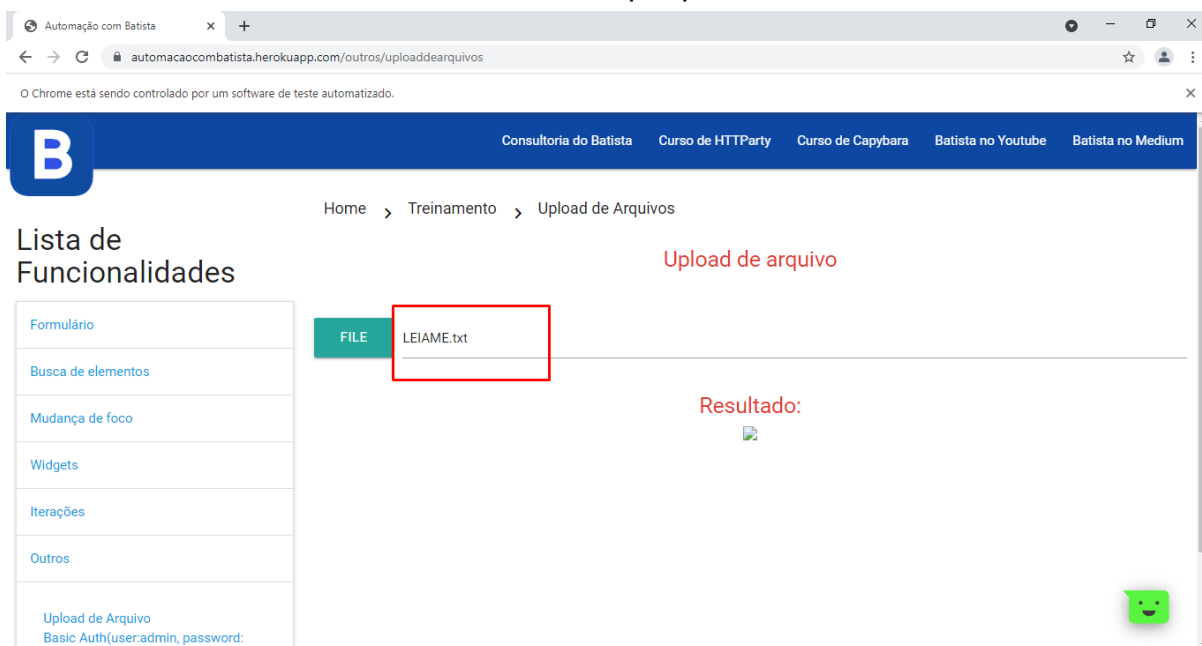 Automação com Batista
automacaocombatista.herokuapp.com/outros/uploaddearquivos
O Chrome está sendo controlado por um software de teste automatizado.
B
Consultoria do Batista Curso de HTTParty Curso de Capybara Batista no Youtube Batista no Medium
Home > Treinamento > Upload de Arquivos
Lista de
Funcionalidades
Upload de arquivo
Formulário
Busca de elementos
Mudança de foco
Widgets
Iterações
Outros
Upload de Arquivo
Basic Auth(user:admin, password:
FILE LEIAME.txt
Resultado: